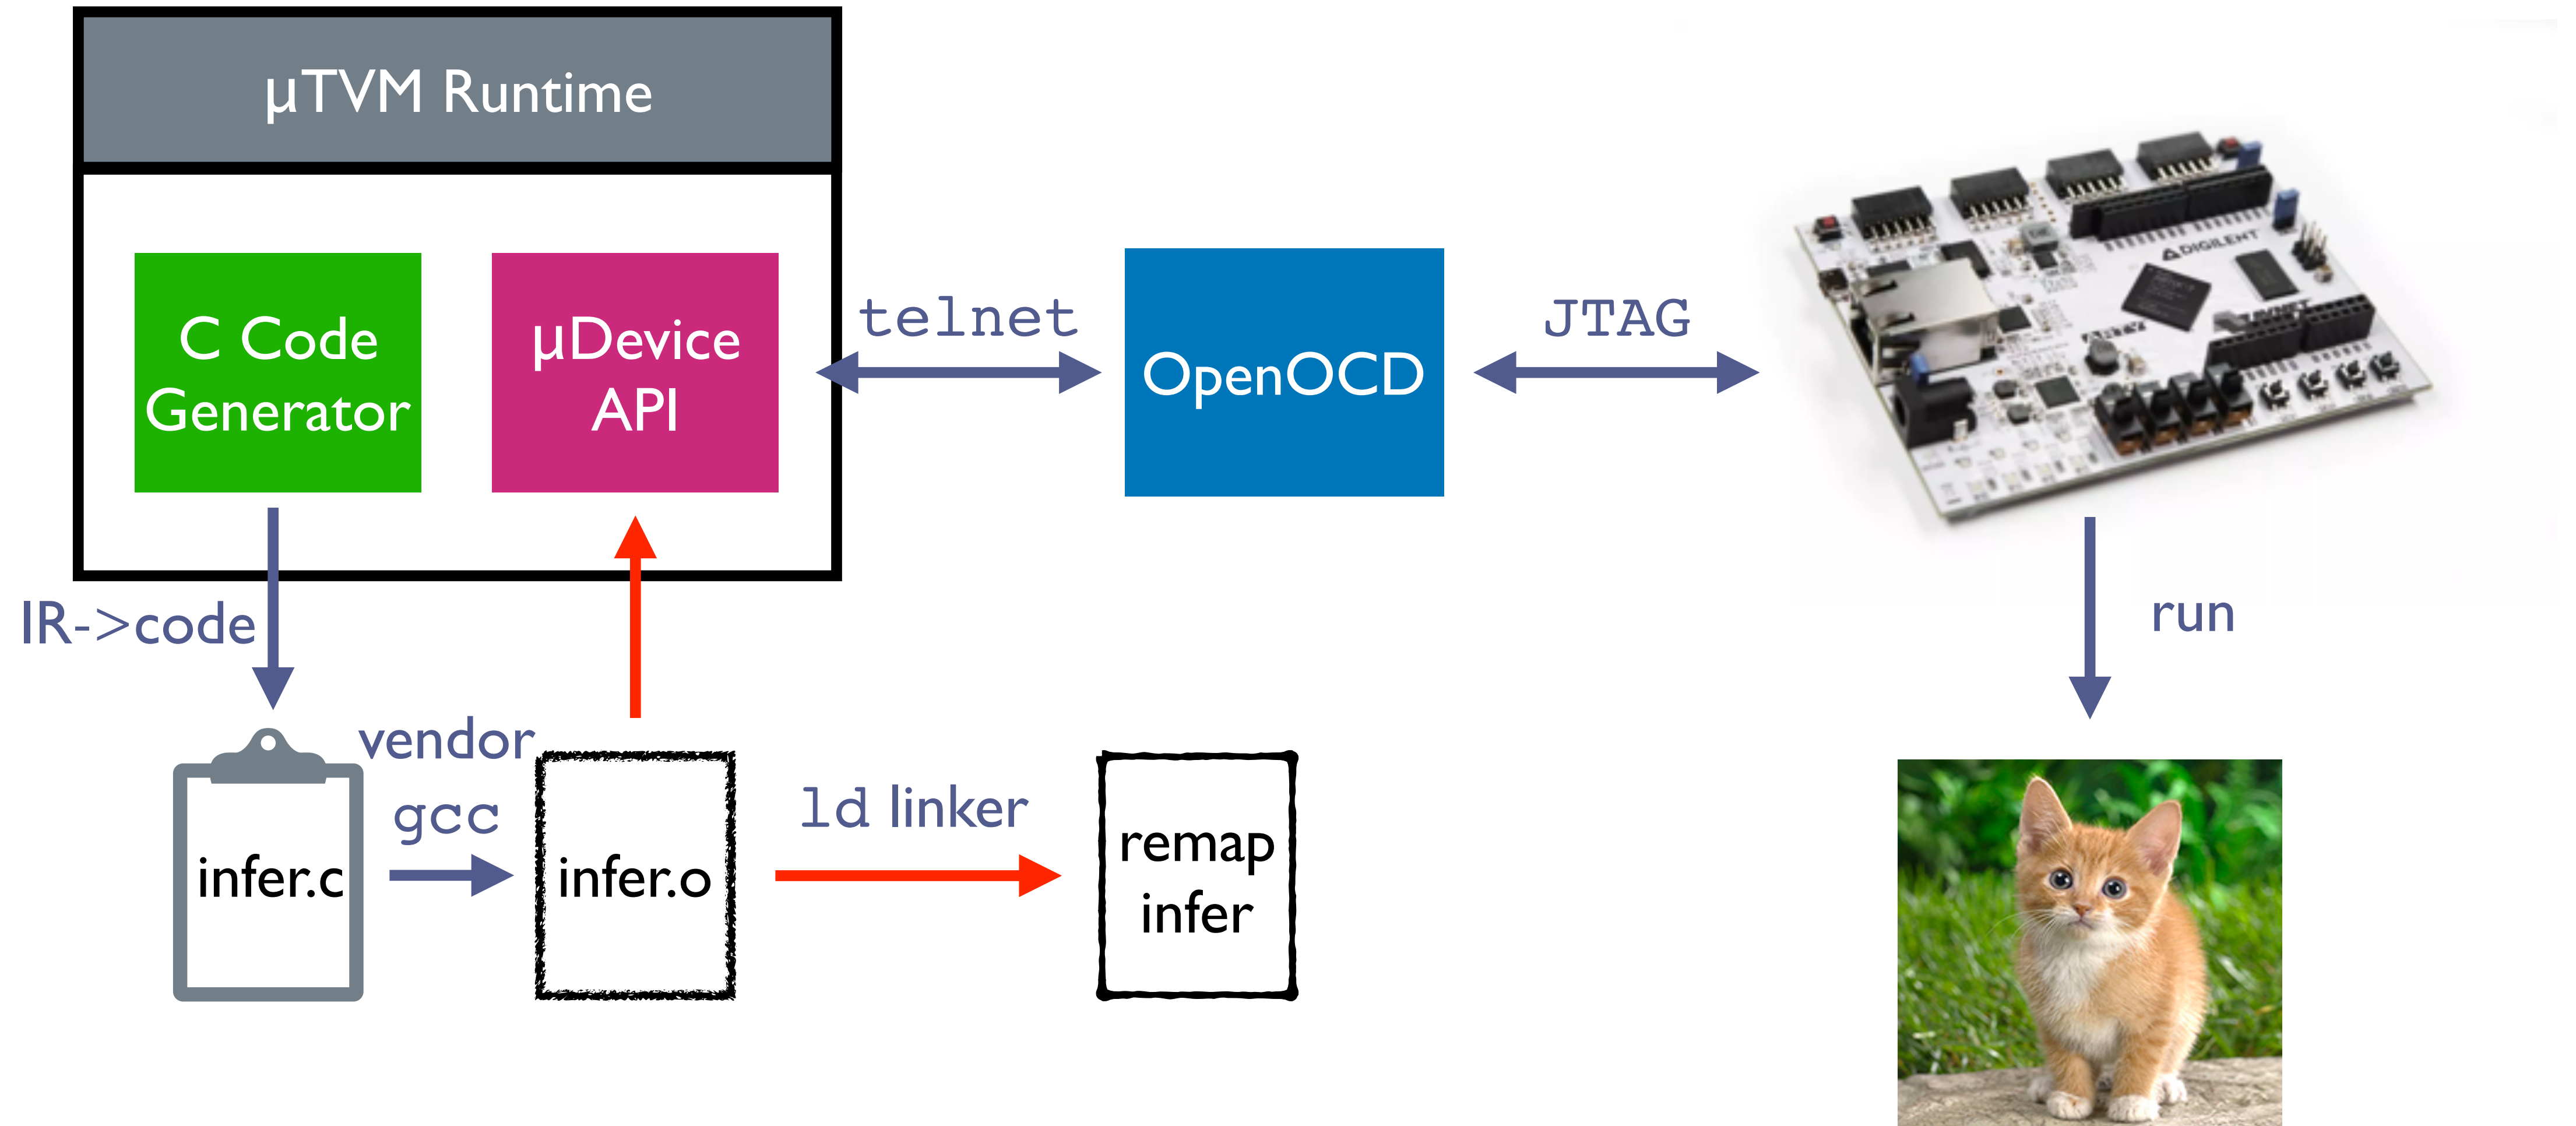 µTVM Runtime
C Code
Generator
µDevice
API
telnet
OpenOCD
JTAG
DIGILENT
IR->code
run
vendor
gcc
infer.c
infer.o
ld linker
remap
infer